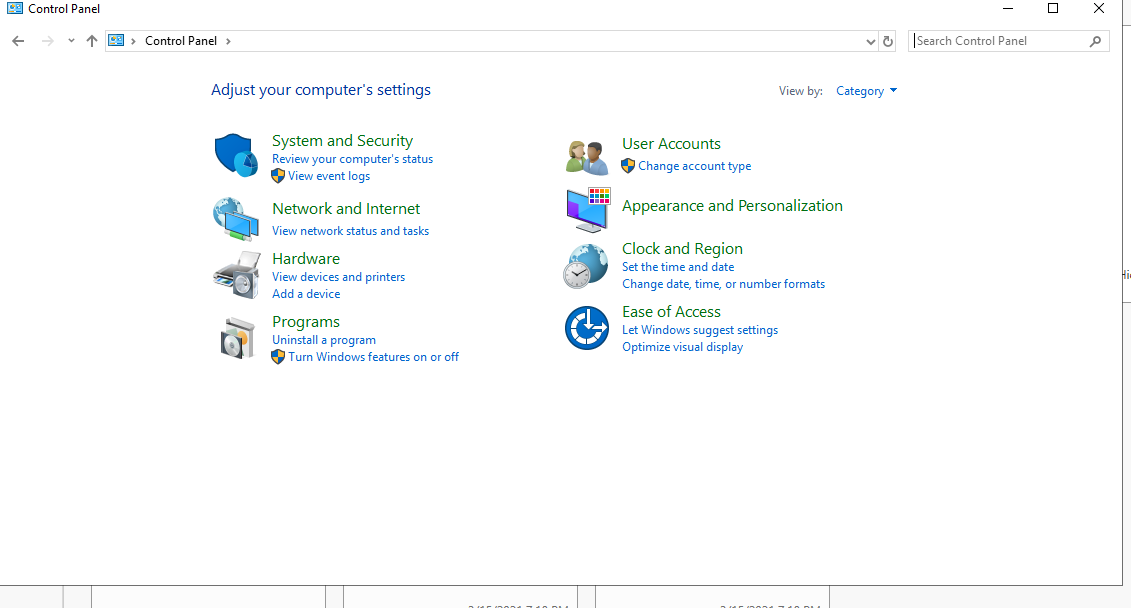 Control Panel
Control Panel
Search Control Panel
Adjust your computer's settings
View by:
Category
System and Security
Review your computer's status
View event logs
Network and Internet
View network status and tasks
Hardware
View devices and printers
Add a device
Programs
Uninstall a program
Turn Windows features on or off
User Accounts
Change account type
Appearance and Personalization
Clock and Region
Set the time and date
Change date, time, or number formats
Ease of Access
Let Windows suggest settings
Optimize visual display